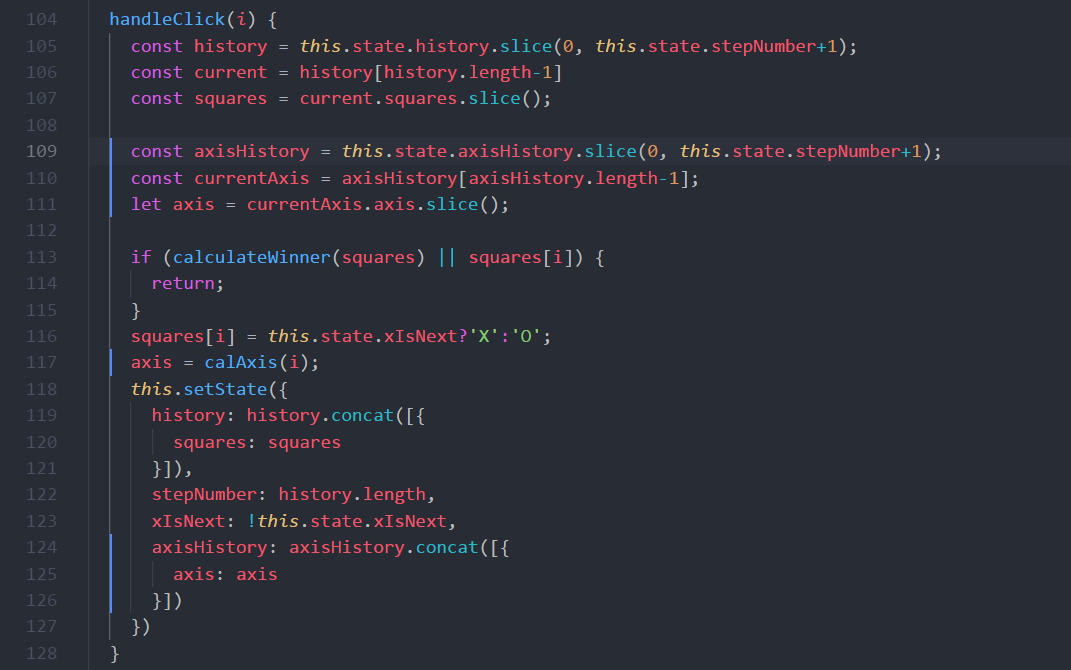 104 handleClick(i) {
105 const history = this.state.history.slice(0, this.state.stepNumber+1);
106 const current = history[history.length-1]
107 const squares = current.squares.slice();
108
109 const axisHistory = this.state.axisHistory.slice(0, this.state.stepNumber+1);
110 const currentAxis = axisHistory[axisHistory.length-1];
111 let axis = currentAxis.axis.slice();
112
113 if (calculateWinner(squares) || squares[i]) {
114 return;
115 }
116 squares[i] = this.state.xIsNext?'X':'O';
117 axis = calAxis(i);
118 this.setState({
119 history: history.concat([{
120 squares: squares
121 }]),
122 stepNumber: history.length,
123 xIsNext: !this.state.xIsNext,
124 axisHistory: axisHistory.concat([{
125 axis: axis
126 }])
127 })
128 }